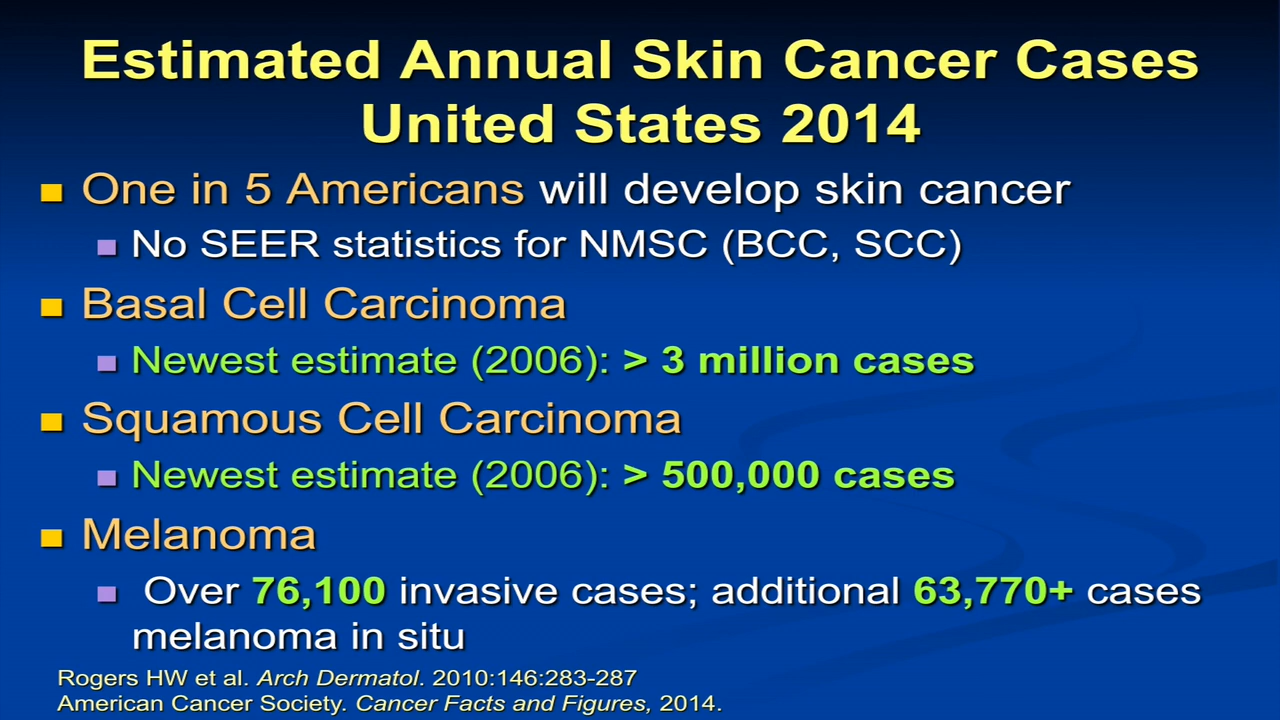 Estimated Annual Skin Cancer Cases
United States 2014
One in 5 Americans will develop skin cancer
No SEER statistics for NMSC (BCC, SCC)
Basal Cell Carcinoma
Newest estimate (2006): > 3 million cases
Squamous Cell Carcinoma
Newest estimate (2006): > 500,000 cases
Melanoma
Over 76,100 invasive cases; additional 63,770+ cases
melanoma in situ
Rogers HW et al. Arch Dermatol. 2010:146:283-287
American Cancer Society. Cancer Facts and Figures, 2014.